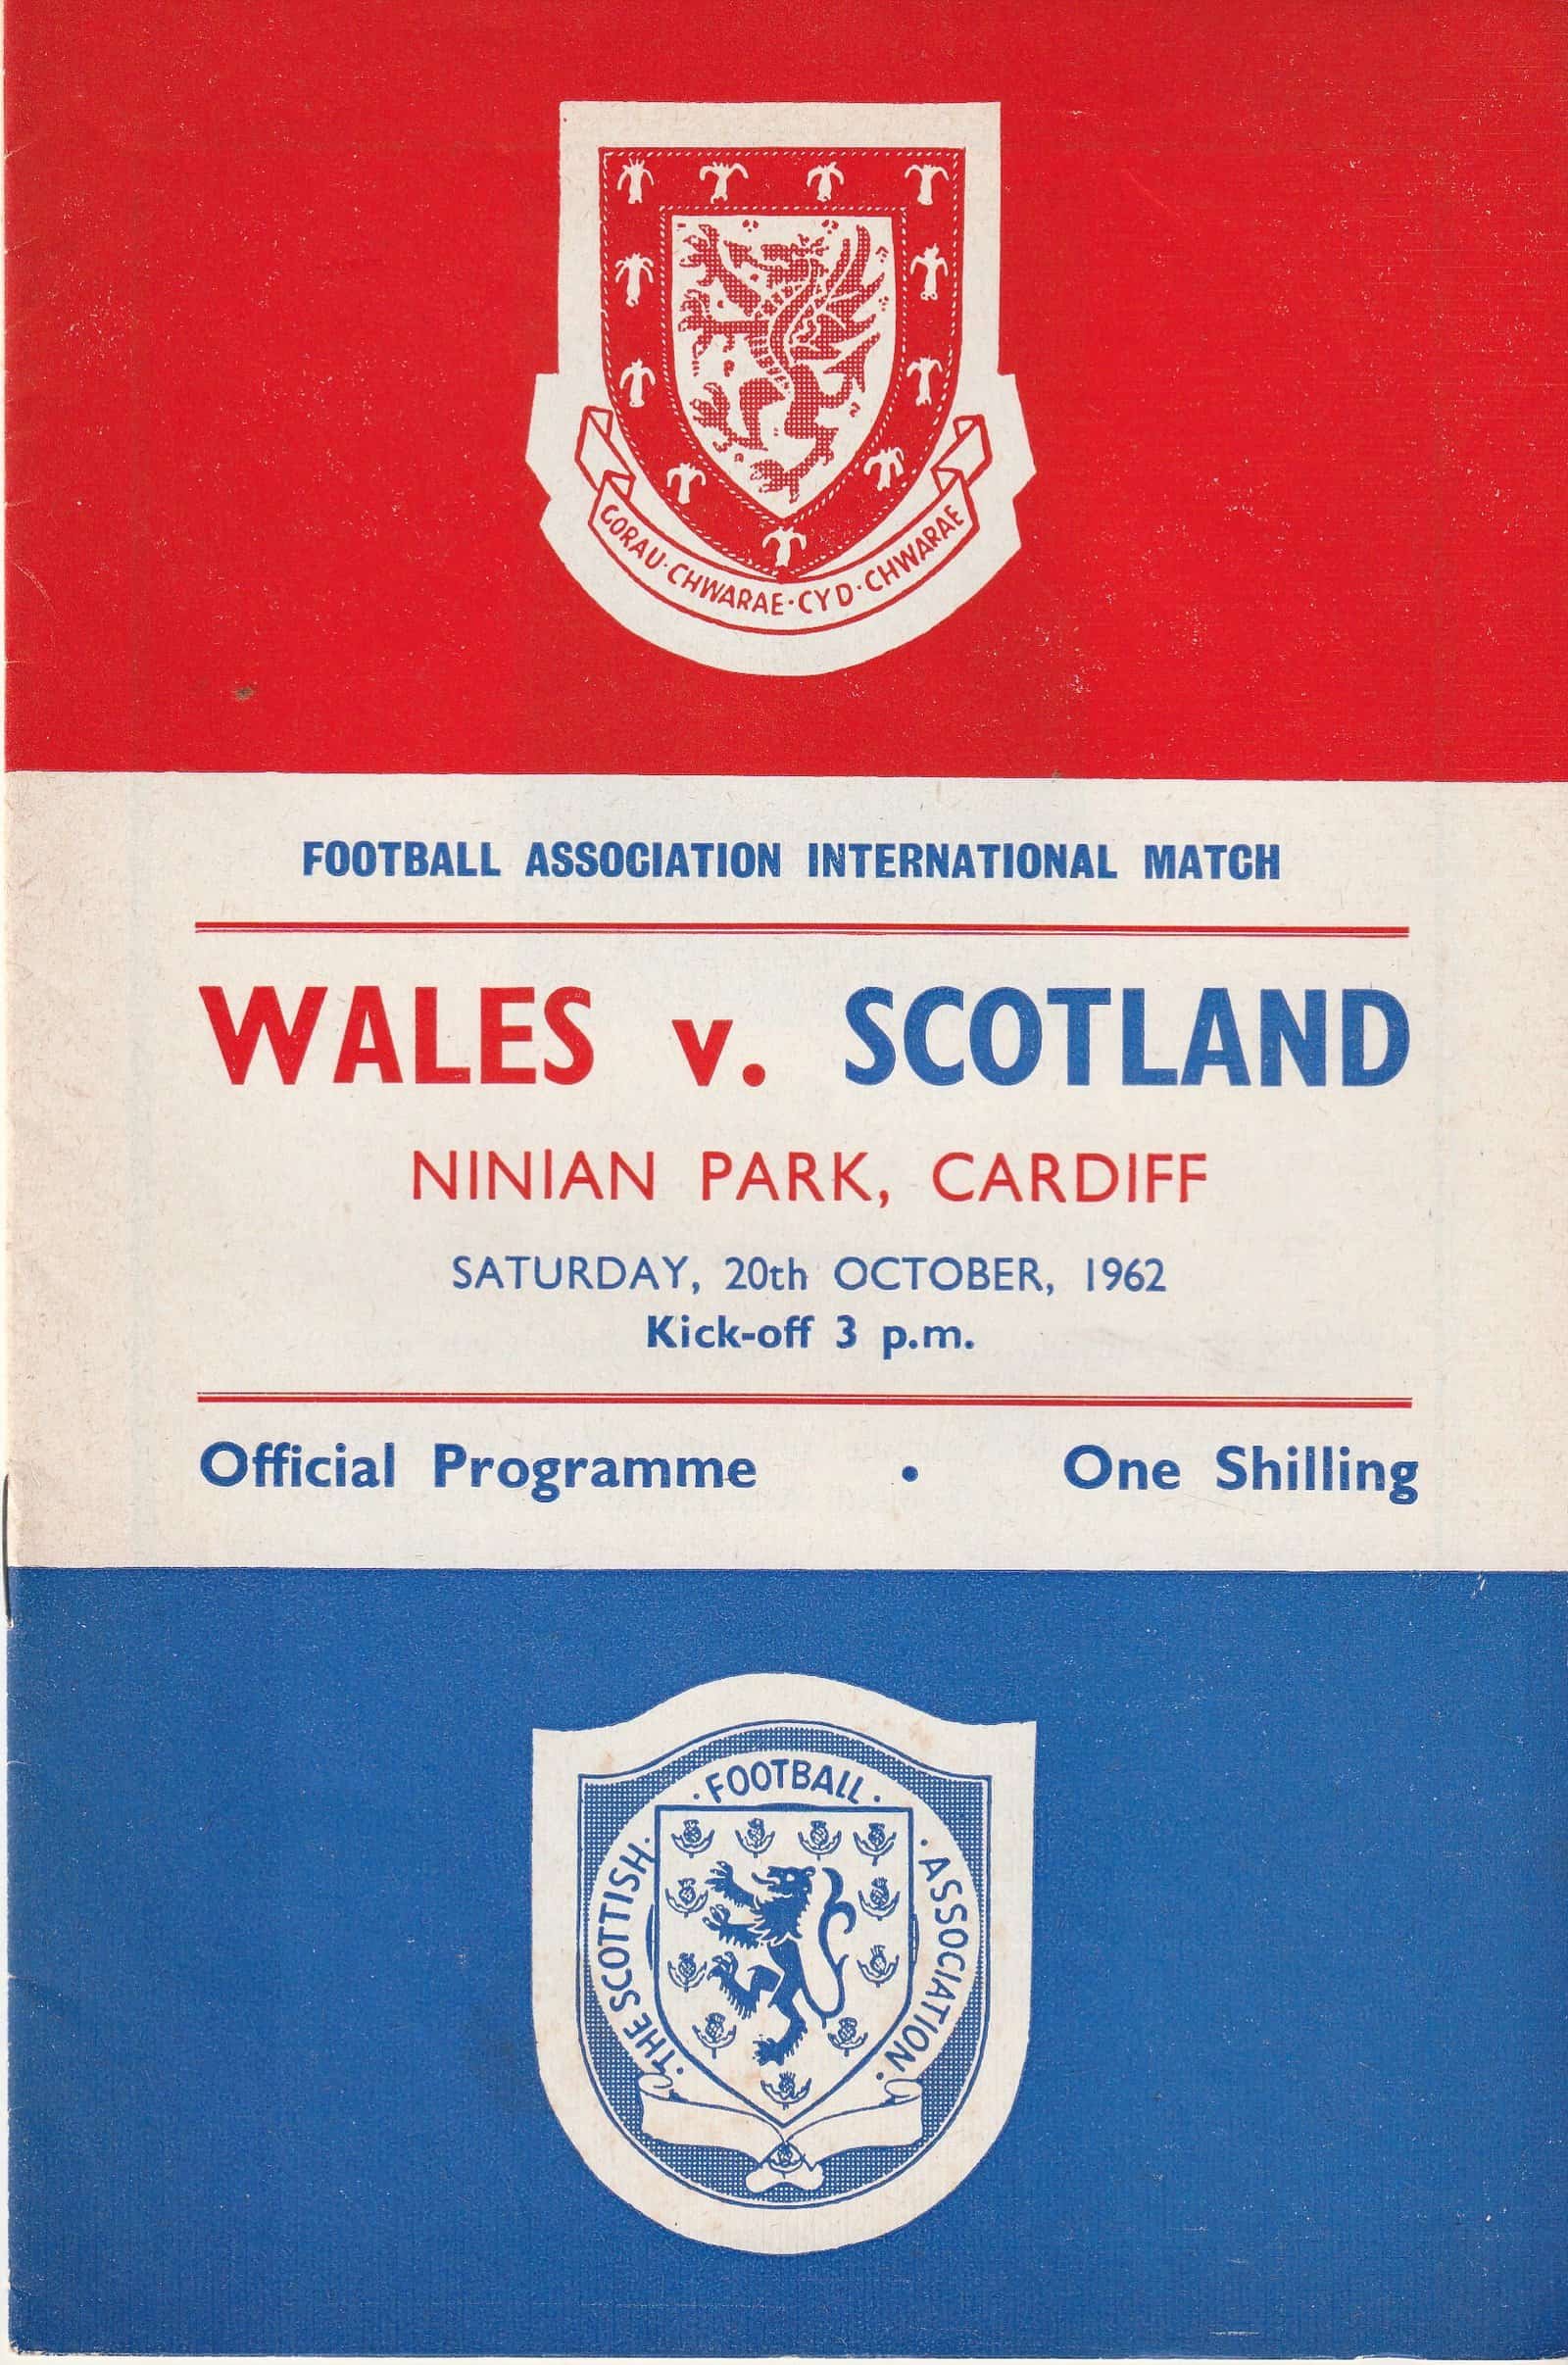 GORAU·CHWARAE·CYD·CHWARAE
FOOTBALL ASSOCIATION INTERNATIONAL MATCH
WALES v. SCOTLAND
NINIAN PARK, CARDIFF
SATURDAY, 20th OCTOBER, 1962
Kick-off 3 p.m.
Official Programme • One Shilling
·THE SCOTTISH· ·FOOTBALL· ·ASSOCIATION·